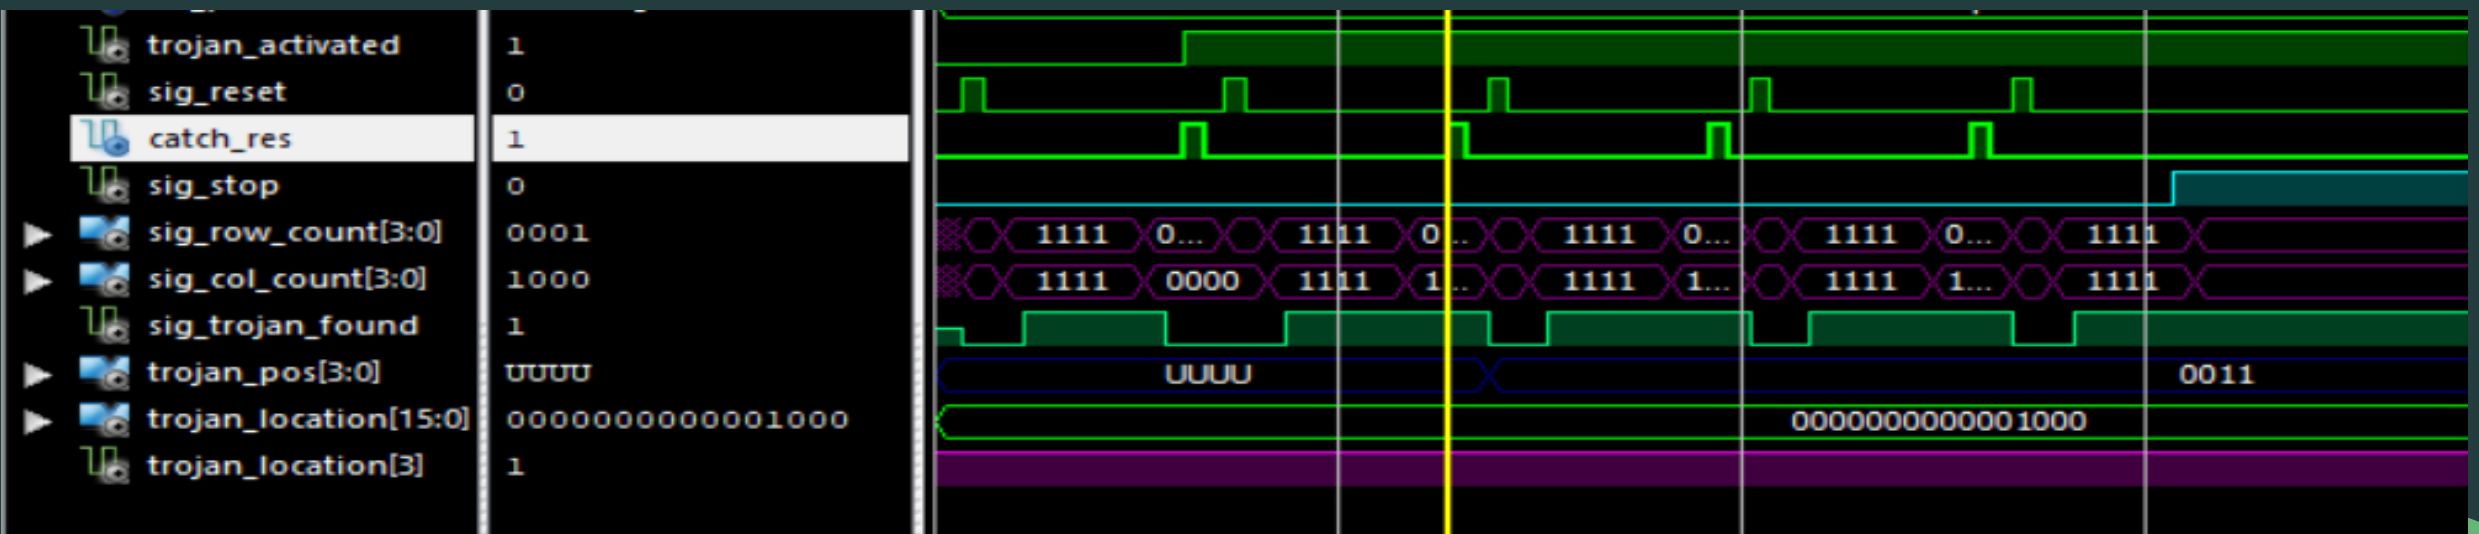 trojan_activated 1
sig_reset 0
catch_res 1
sig_stop 0
sig_row_count[3:0] 0001 1111 0... 1111 0... 1111 0... 1111 0... 1111
sig_col_count[3:0] 1000 1111 0000 1111 1... 1111 1... 1111 1... 1111
sig_trojan_found 1
trojan_pos[3:0] UUUU UUUU 0011
trojan_location[15:0] 0000000000001000 0000000000001000
trojan_location[3] 1